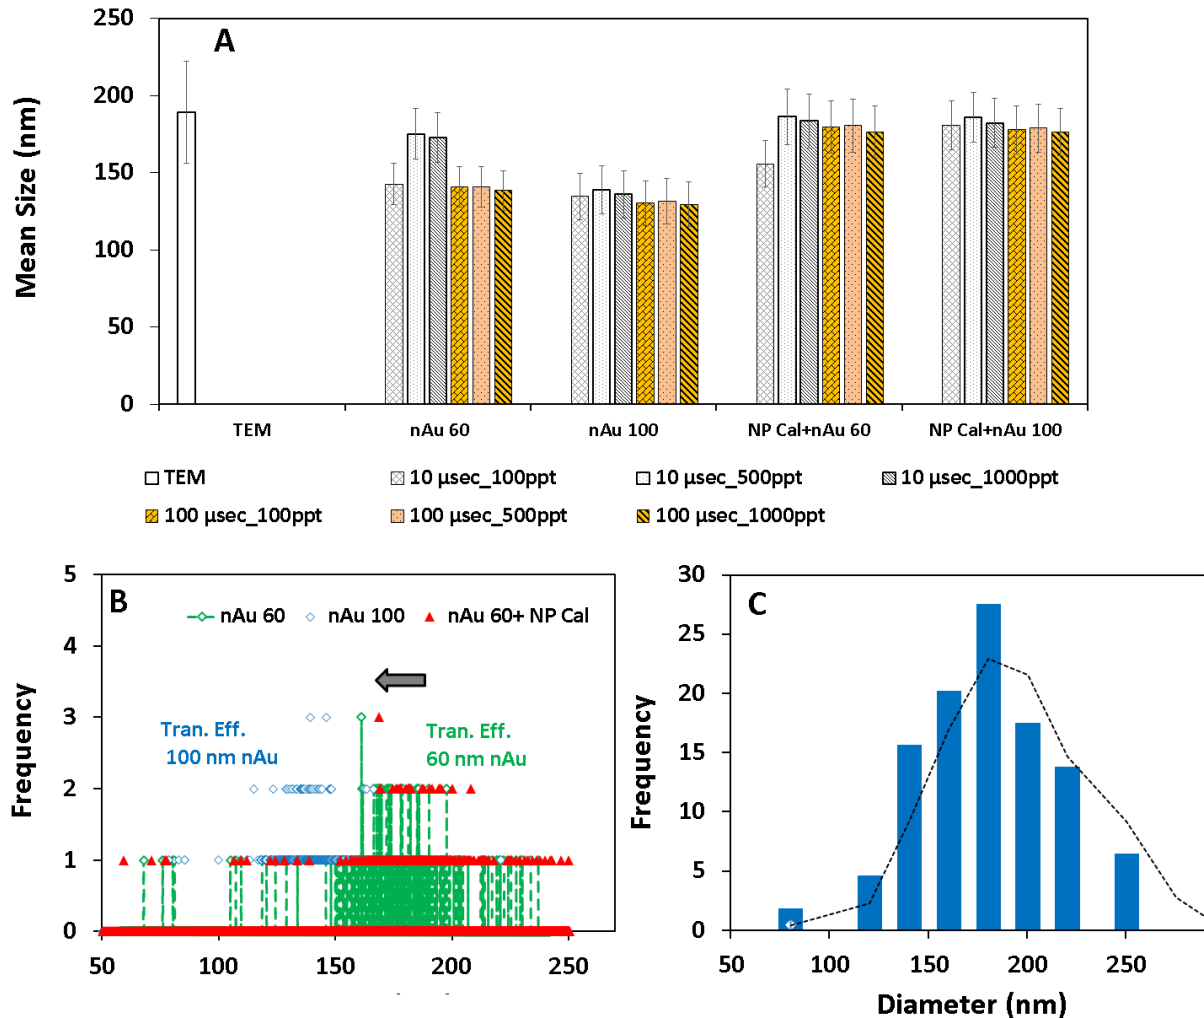 A
Mean Size (nm)
250
200
150
100
50
0
TEM nAu 60 nAu 100 NP Cal+nAu 60 NP Cal+nAu 100
TEM 10 µsec_100ppt 10 µsec_500ppt 10 µsec_1000ppt
100 µsec_100ppt 100 µsec_500ppt 100 µsec_1000ppt
B
Frequency
5
4
3
2
1
0
nAu 60 nAu 100 nAu 60+ NP Cal
Tran. Eff.
100 nm nAu
Tran. Eff.
60 nm nAu
50 100 150 200 250
C
Frequency
30
25
20
15
10
5
0
50 100 150 200 250
Diameter (nm)